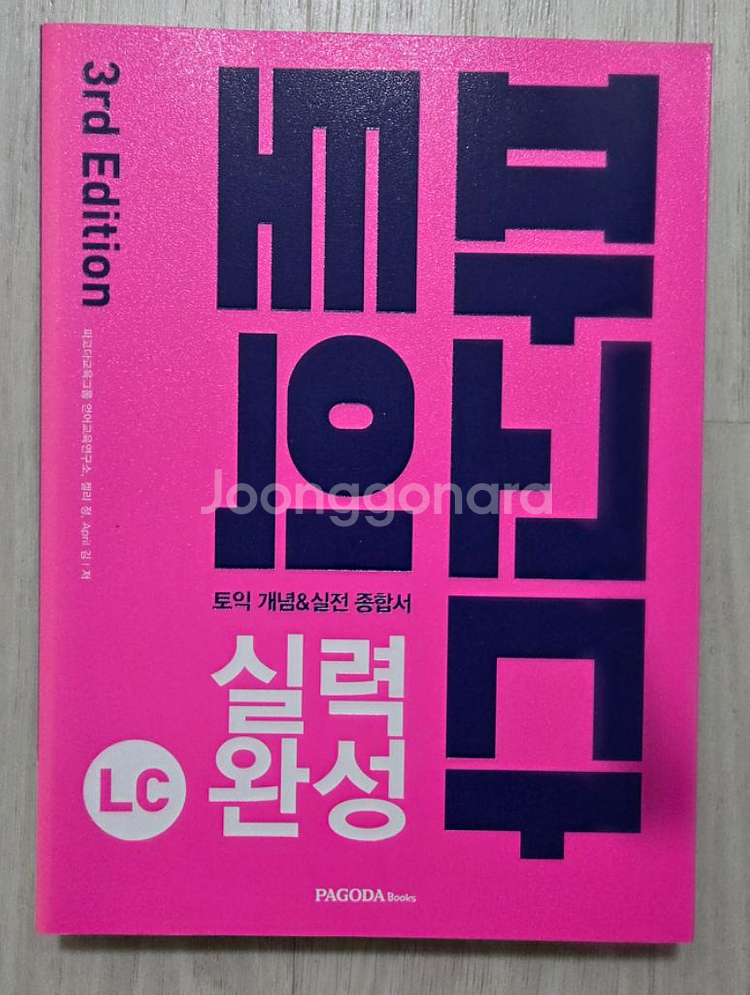 파고다
토익
3rd Edition
파고다교육그룹 언어교육연구소, 켈리 정, April 김 | 저
토익 개념&실전 종합서
실력
완성
LC
PAGODA Books
Joonggonara